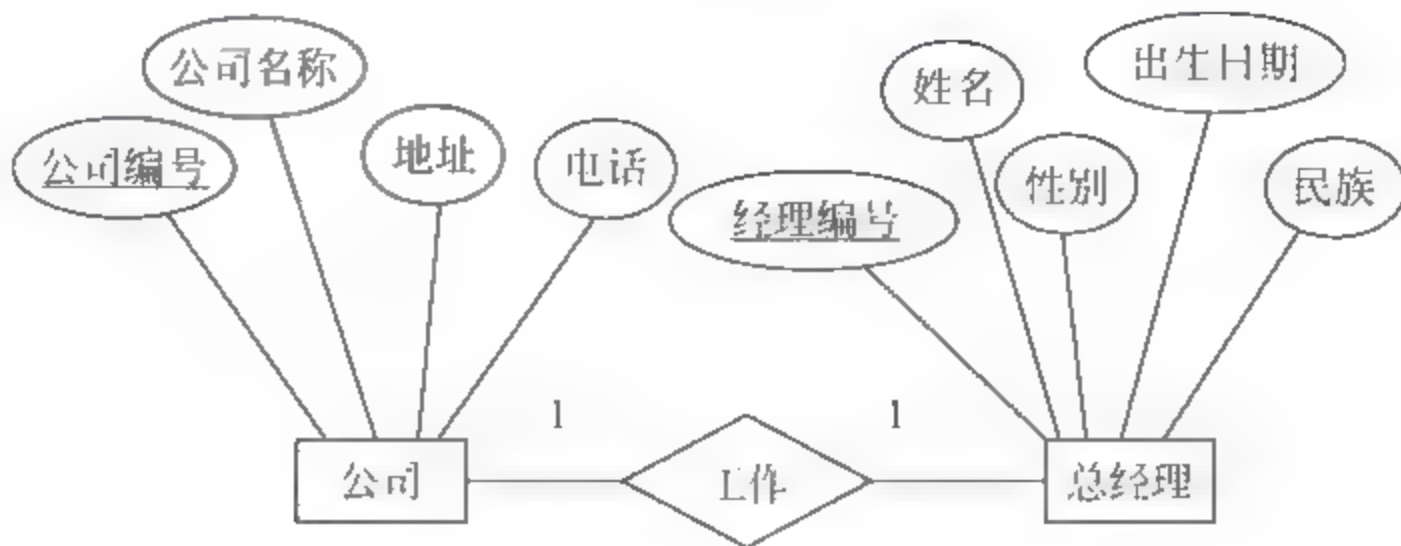 公司名称
公司编号
地址
电话
姓名
出生日期
性别
民族
经理编号
1
1
公司
工作
总经理